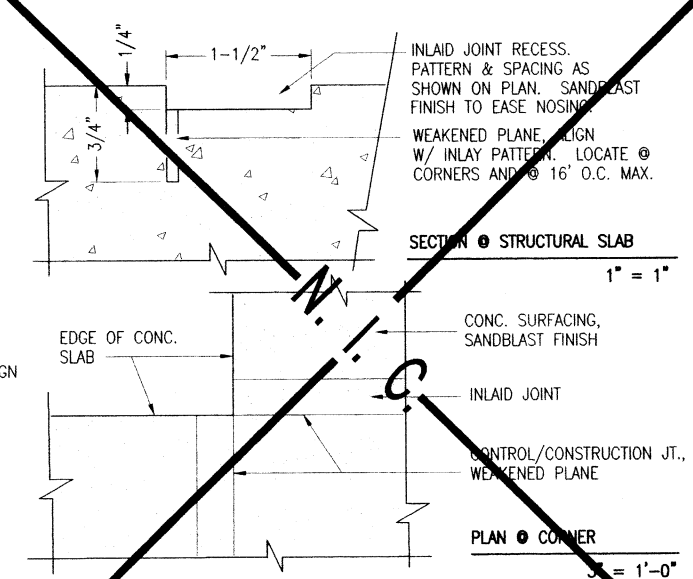 1/4"
1-1/2"
3/4"
INLAID JOINT RECESS.
PATTERN & SPACING AS
SHOWN ON PLAN. SANDBLAST
FINISH TO EASE NOSING.
WEAKENED PLANE, ALIGN
W/ INLAY PATTERN. LOCATE @
CORNERS AND @ 16' O.C. MAX.
SECTION @ STRUCTURAL SLAB
1" = 1"
N. I. C.
EDGE OF CONC.
SLAB
GN
CONC. SURFACING,
SANDBLAST FINISH
INLAID JOINT
CONTROL/CONSTRUCTION JT.,
WEAKENED PLANE
PLAN @ CORNER
3" = 1'-0"